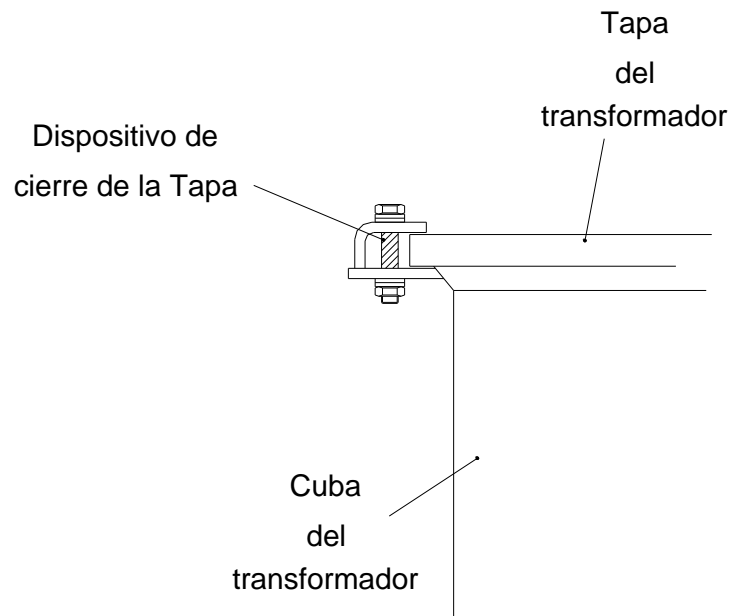 Tapa
del
transformador
Dispositivo de
cierre de la Tapa
Cuba
del
transformador